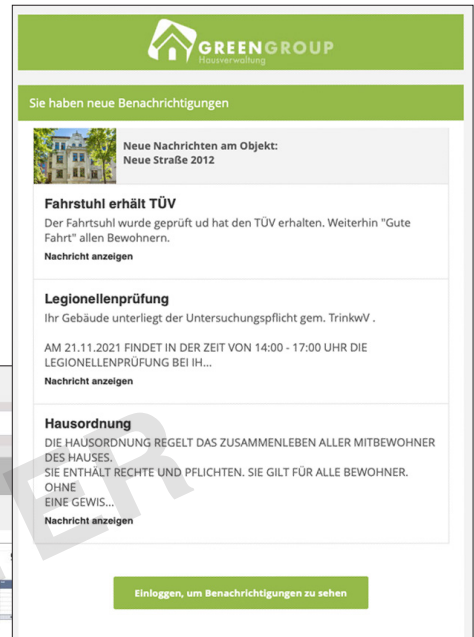 GREENGROUP
Hausverwaltung
Sie haben neue Benachrichtigungen
Neue Nachrichten am Objekt:
Neue Straße 2012
Fahrstuhl erhält TÜV
Der Fahrtsuhl wurde geprüft ud hat den TÜV erhalten. Weiterhin "Gute
Fahrt" allen Bewohnern.
Nachricht anzeigen
Legionellenprüfung
Ihr Gebäude unterliegt der Untersuchungspflicht gem. TrinkwV .
AM 21.11.2021 FINDET IN DER ZEIT VON 14:00 - 17:00 UHR DIE
LEGIONELLENPRÜFUNG BEI IH...
Nachricht anzeigen
Hausordnung
DIE HAUSORDNUNG REGELT DAS ZUSAMMENLEBEN ALLER MITBEWOHNER
DES HAUSES.
SIE ENTHÄLT RECHTE UND PFLICHTEN. SIE GILT FÜR ALLE BEWOHNER.
OHNE
EINE GEWIS...
Nachricht anzeigen
Einloggen, um Benachrichtigungen zu sehen
TER